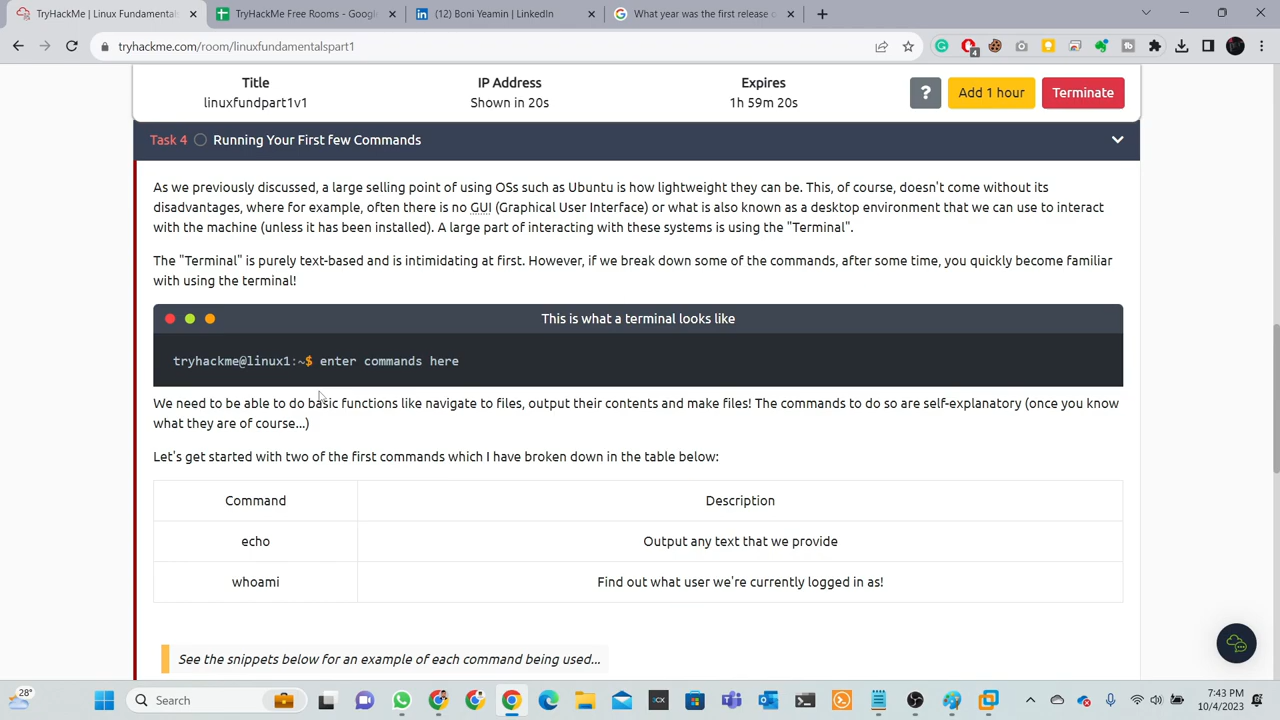 TryHackMe | Linux Fundamentals
TryHackMe Free Rooms - Google
(12) Boni Yeamin | LinkedIn
What year was the first release o
tryhackme.com/room/linuxfundamentalspart1
4
Title
IP Address
Expires
linuxfundpart1v1
Shown in 20s
1h 59m 20s
?
Add 1 hour
Terminate
Task 4
Running Your First few Commands
As we previously discussed, a large selling point of using OSs such as Ubuntu is how lightweight they can be. This, of course, doesn't come without its
disadvantages, where for example, often there is no GUI (Graphical User Interface) or what is also known as a desktop environment that we can use to interact
with the machine (unless it has been installed). A large part of interacting with these systems is using the "Terminal".
The "Terminal" is purely text-based and is intimidating at first. However, if we break down some of the commands, after some time, you quickly become familiar
with using the terminal!
This is what a terminal looks like
tryhackme@linux1:~$ enter commands here
We need to be able to do basic functions like navigate to files, output their contents and make files! The commands to do so are self-explanatory (once you know
what they are of course...)
Let's get started with two of the first commands which I have broken down in the table below:
Command
Description
echo
Output any text that we provide
whoami
Find out what user we're currently logged in as!
See the snippets below for an example of each command being used...
28°
Search
7:43 PM
10/4/2023